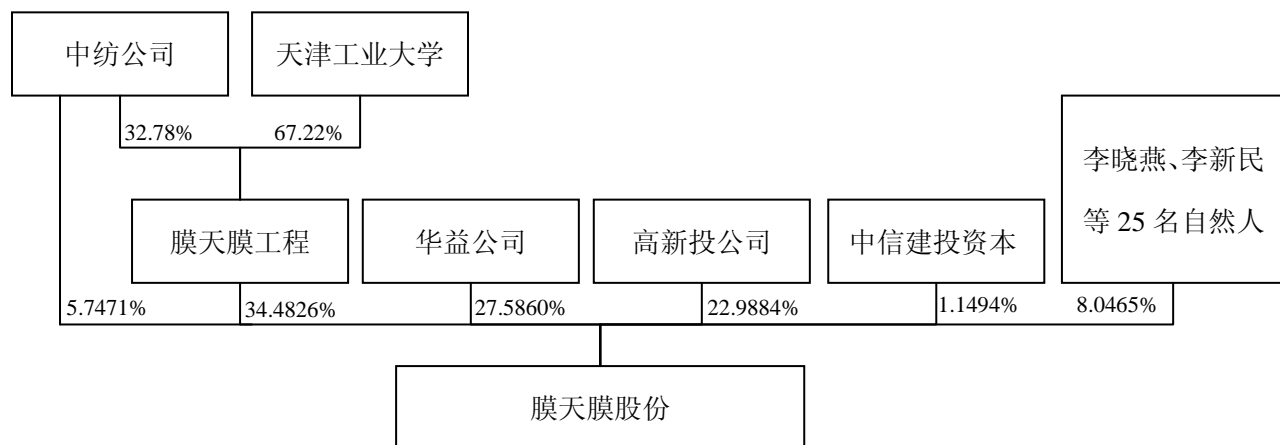 中纺公司
天津工业大学
32.78%
67.22%
李晓燕、李新民
等 25 名自然人
膜天膜工程
华益公司
高新投公司
中信建投资本
5.7471%
34.4826%
27.5860%
22.9884%
1.1494%
8.0465%
膜天膜股份